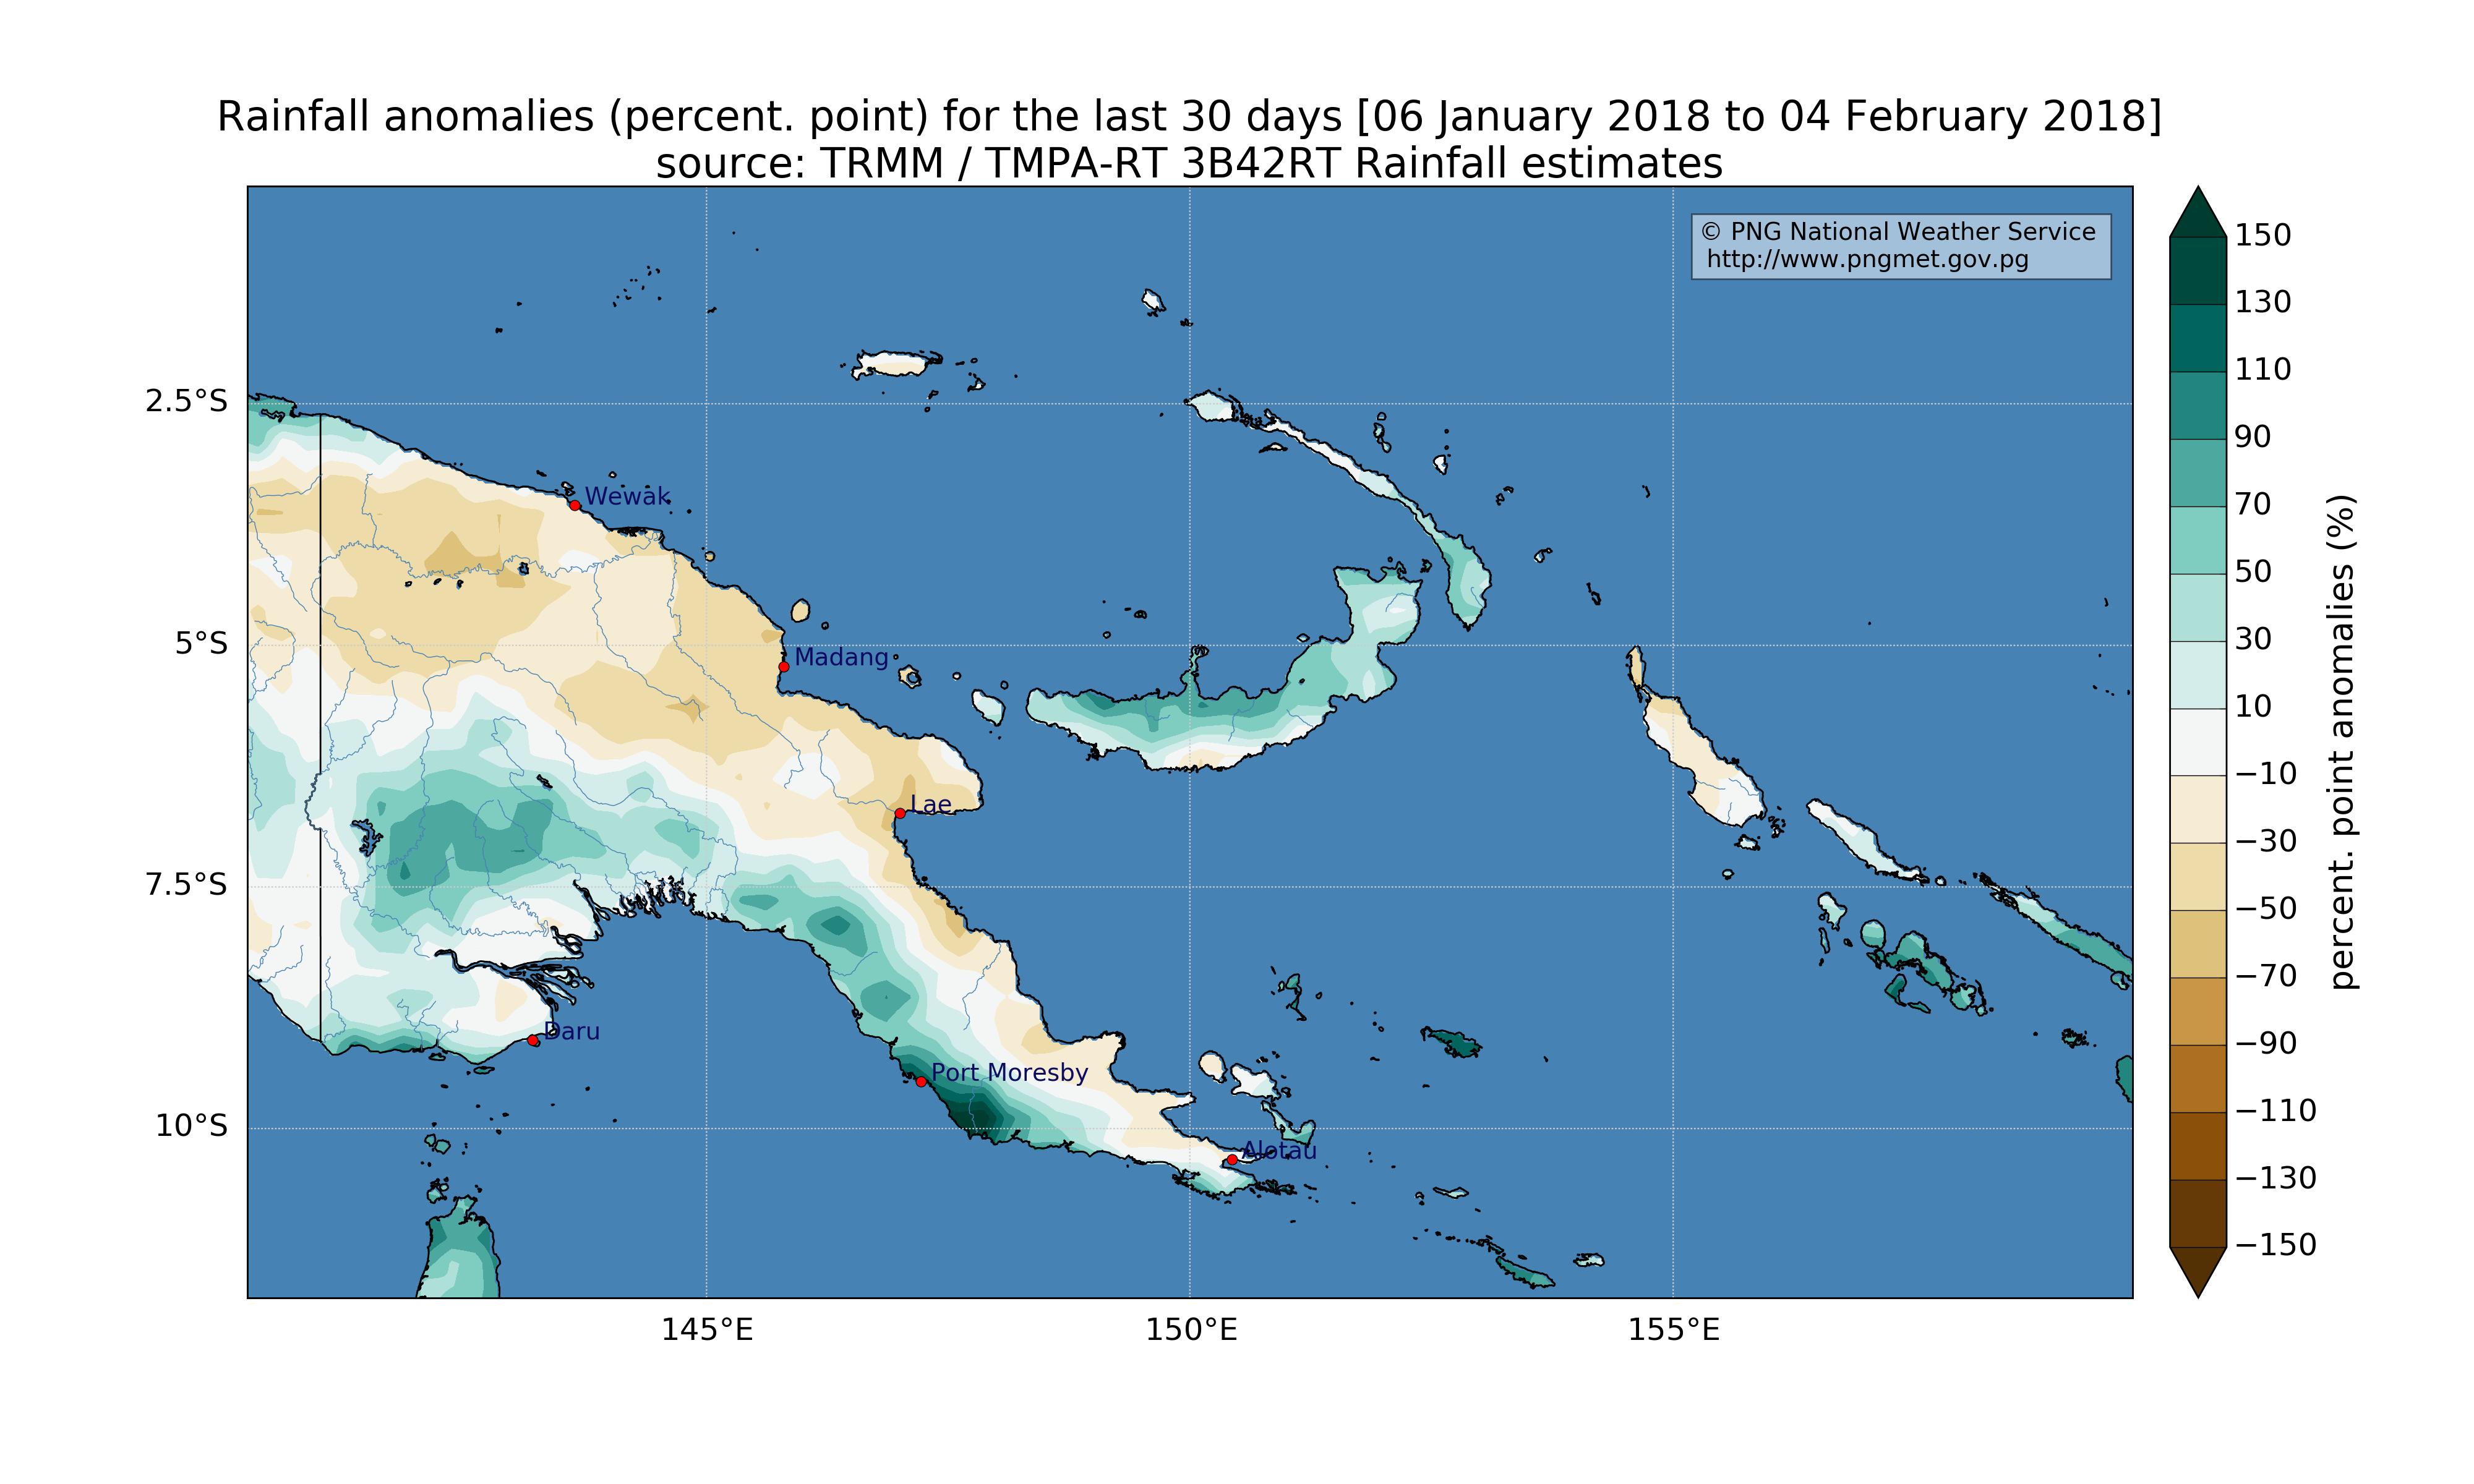 Rainfall anomalies (percent. point) for the last 30 days [06 January 2018 to 04 February 2018]
source: TRMM / TMPA-RT 3B42RT Rainfall estimates
© PNG National Weather Service
http://www.pngmet.gov.pg
2.5°S
5°S
7.5°S
10°S
145°E
150°E
155°E
Wewak
Madang
Lae
Daru
Port Moresby
Alotau
150
130
110
90
70
50
30
10
−10
−30
−50
−70
−90
−110
−130
−150
percent. point anomalies (%)